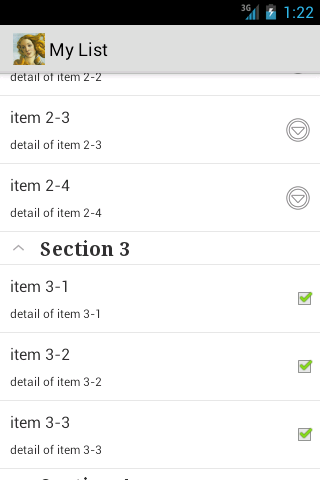 3G 1:22
My List
detail of item 2-2
item 2-3
detail of item 2-3
item 2-4
detail of item 2-4
Section 3
item 3-1
detail of item 3-1
item 3-2
detail of item 3-2
item 3-3
detail of item 3-3